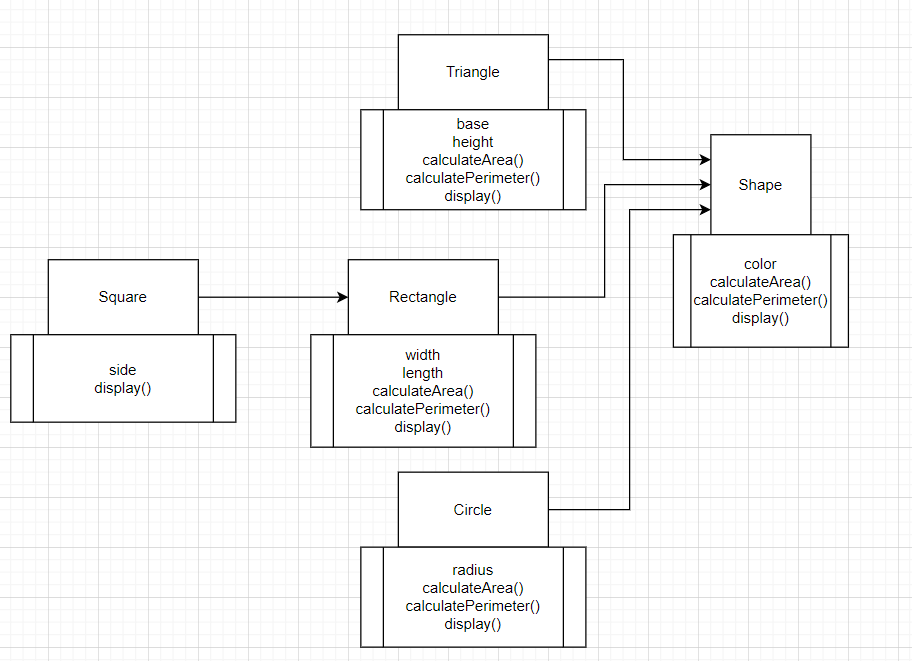 Triangle
base
height
calculateArea()
calculatePerimeter()
display()
Shape
color
calculateArea()
calculatePerimeter()
display()
Square
side
display()
Rectangle
width
length
calculateArea()
calculatePerimeter()
display()
Circle
radius
calculateArea()
calculatePerimeter()
display()